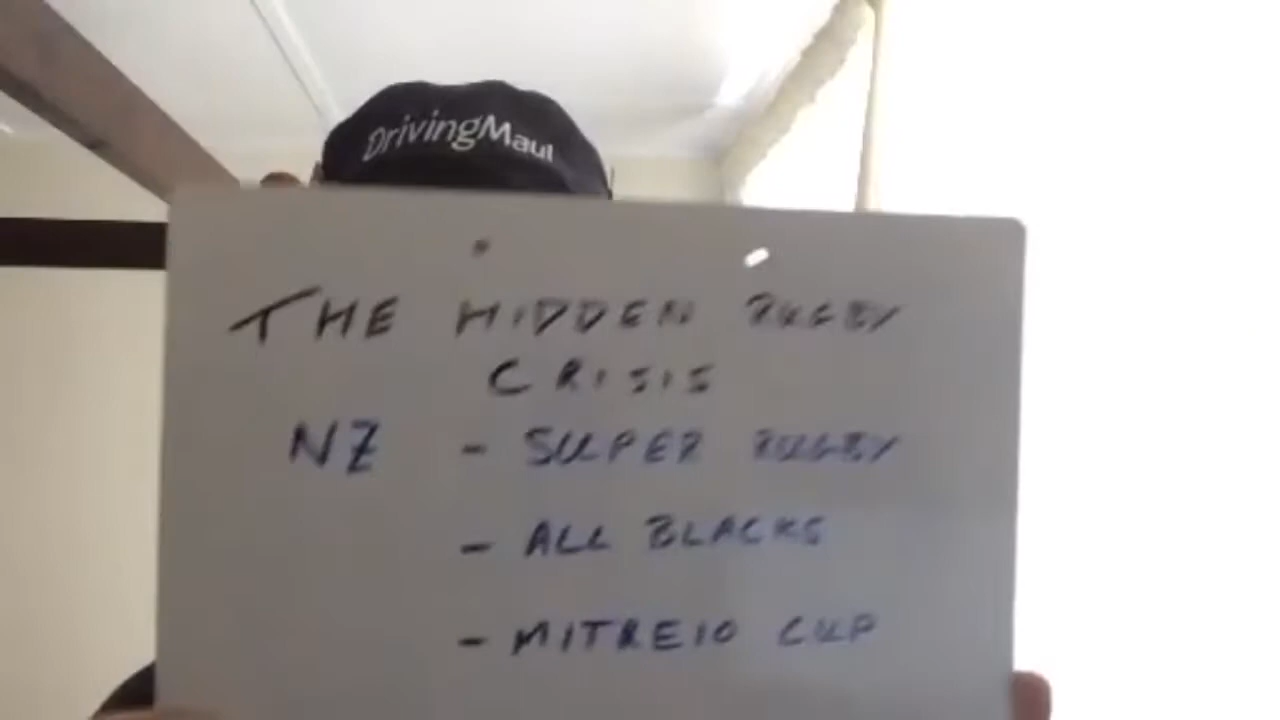 DrivingMaul
THE HIDDEN RUGBY
CRISIS
NZ - SUPER RUGBY
- ALL BLACKS
- MITRE10 CUP